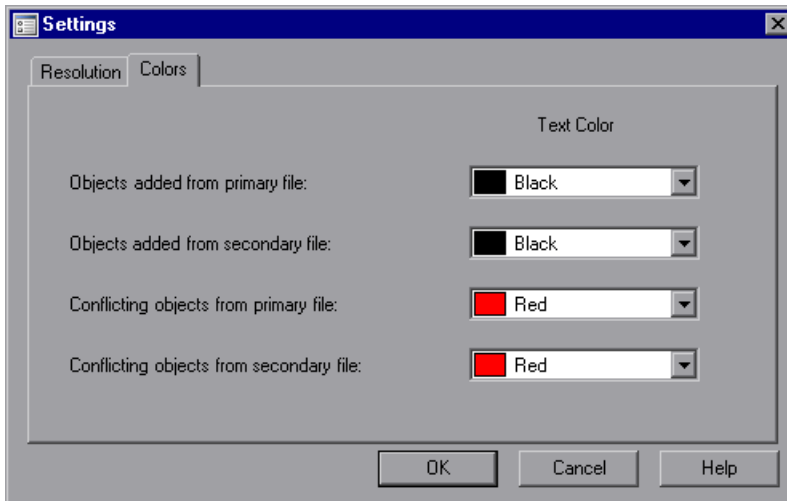 Settings
Resolution Colors
Text Color
Objects added from primary file: Black
Objects added from secondary file: Black
Conflicting objects from primary file: Red
Conflicting objects from secondary file: Red
OK Cancel Help